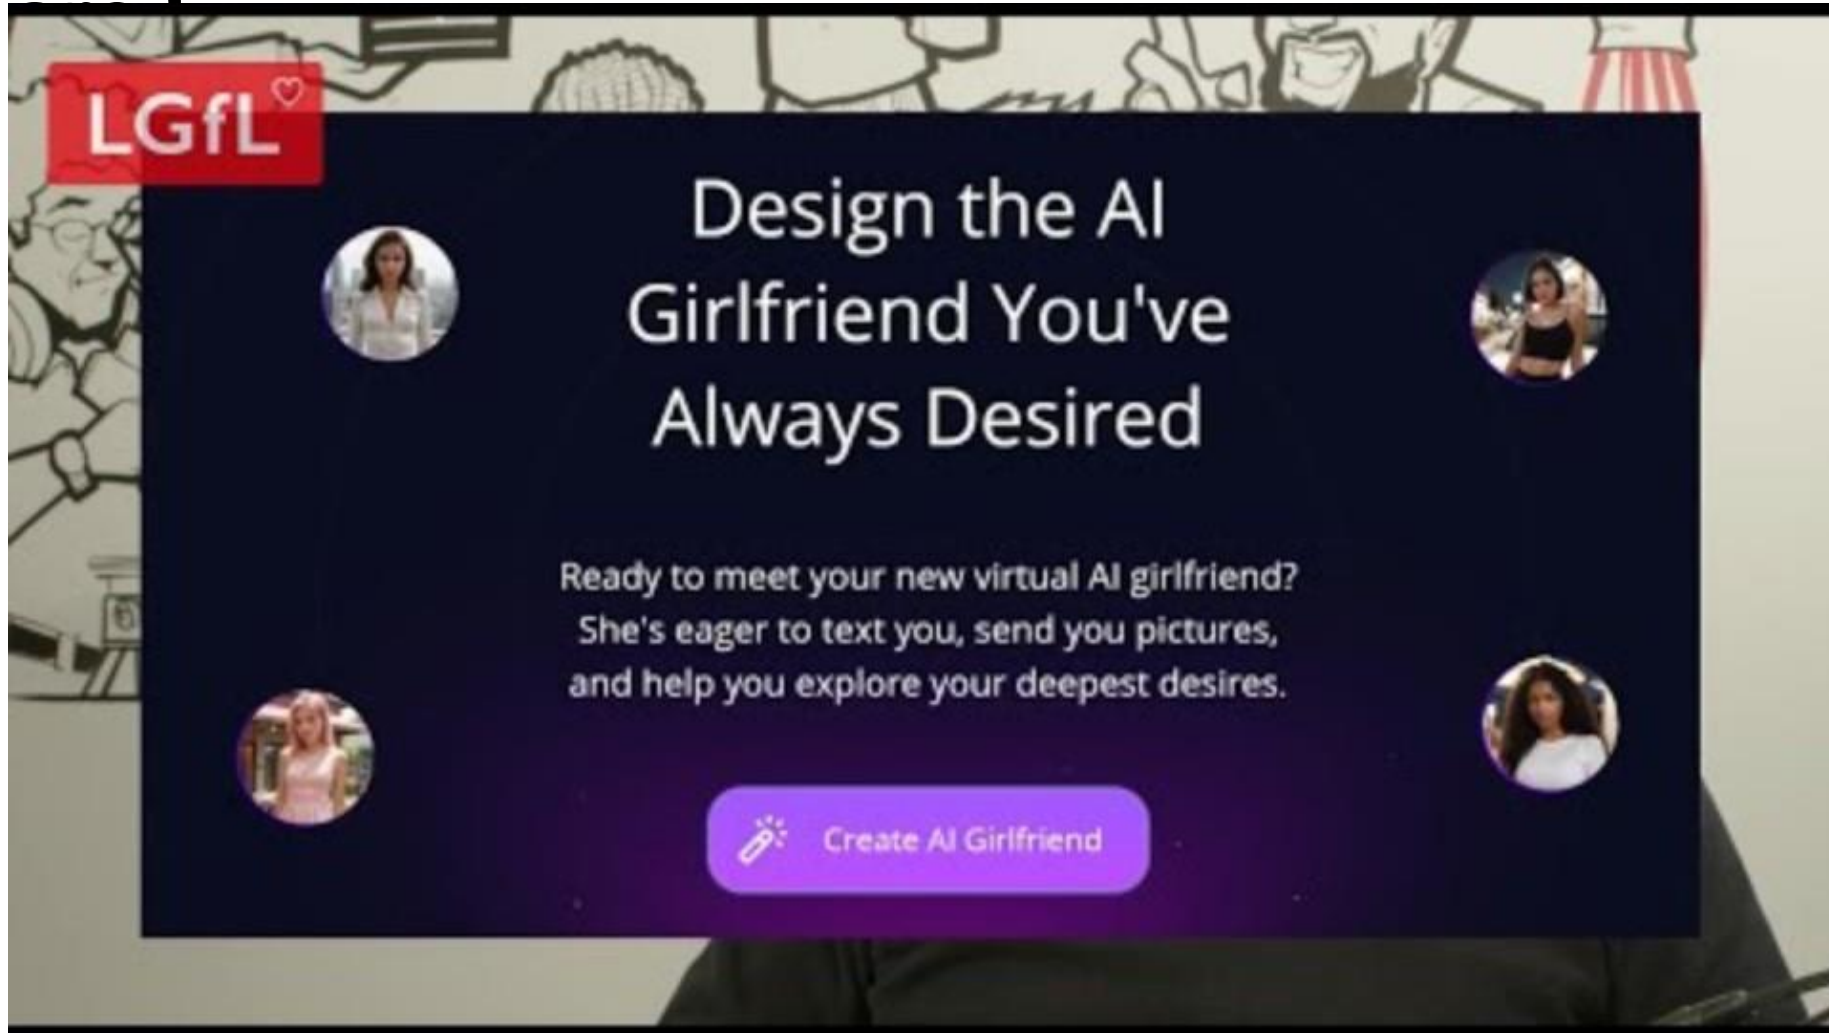 LGfL
Design the AI
Girlfriend You've
Always Desired
Ready to meet your new virtual AI girlfriend?
She's eager to text you, send you pictures,
and help you explore your deepest desires.
Create AI Girlfriend